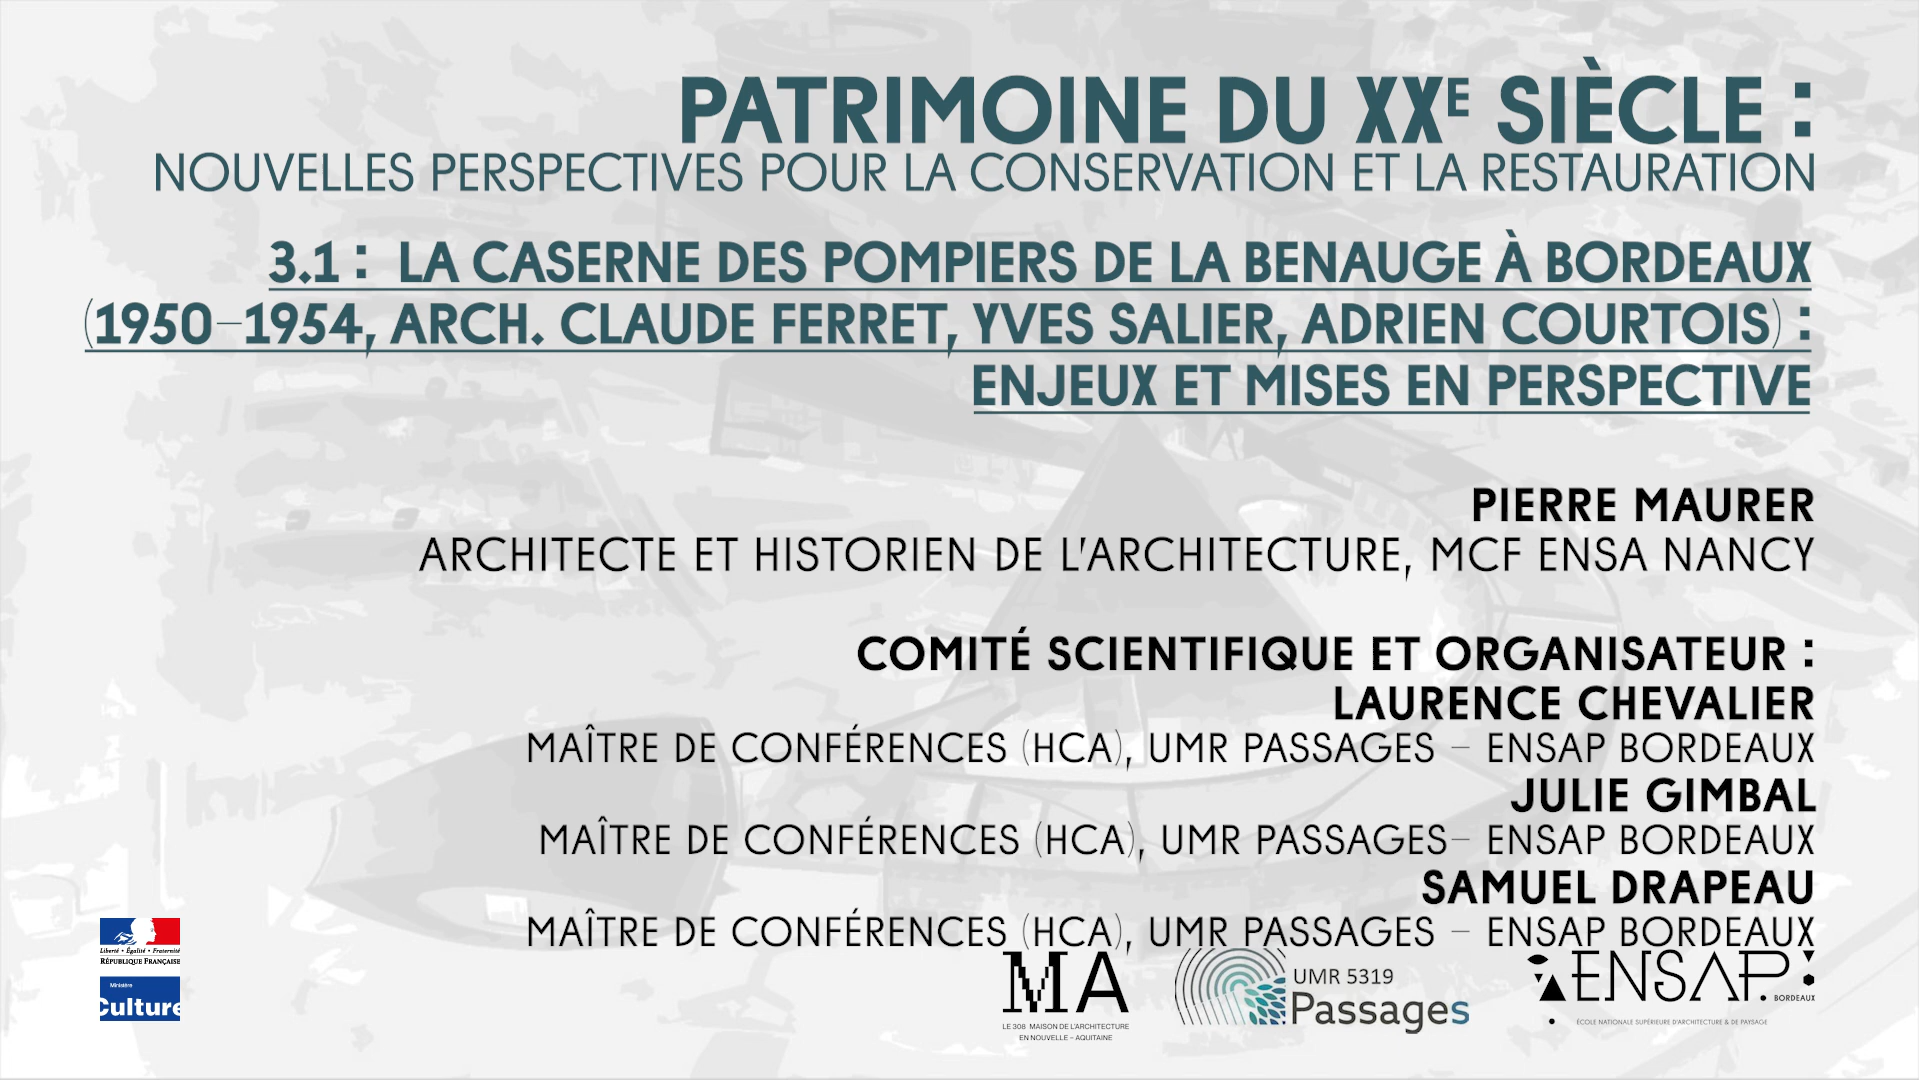 PATRIMOINE DU XXE SIÈCLE :
NOUVELLES PERSPECTIVES POUR LA CONSERVATION ET LA RESTAURATION
3.1 : LA CASERNE DES POMPIERS DE LA BENAUGE À BORDEAUX
(1950–1954, ARCH. CLAUDE FERRET, YVES SALIER, ADRIEN COURTOIS) :
ENJEUX ET MISES EN PERSPECTIVE
PIERRE MAURER
ARCHITECTE ET HISTORIEN DE L'ARCHITECTURE, MCF ENSA NANCY
COMITÉ SCIENTIFIQUE ET ORGANISATEUR :
LAURENCE CHEVALIER
MAÎTRE DE CONFÉRENCES (HCA), UMR PASSAGES – ENSAP BORDEAUX
JULIE GIMBAL
MAÎTRE DE CONFÉRENCES (HCA), UMR PASSAGES– ENSAP BORDEAUX
SAMUEL DRAPEAU
MAÎTRE DE CONFÉRENCES (HCA), UMR PASSAGES – ENSAP BORDEAUX
Liberté • Égalité • Fraternité
RÉPUBLIQUE FRANÇAISE
Ministère
Culture
MA
LE 308 MAISON DE L'ARCHITECTURE
EN NOUVELLE – AQUITAINE
UMR 5319
Passages
ENSAP.
BORDEAUX
ÉCOLE NATIONALE SUPÉRIEURE D'ARCHITECTURE & DE PAYSAGE